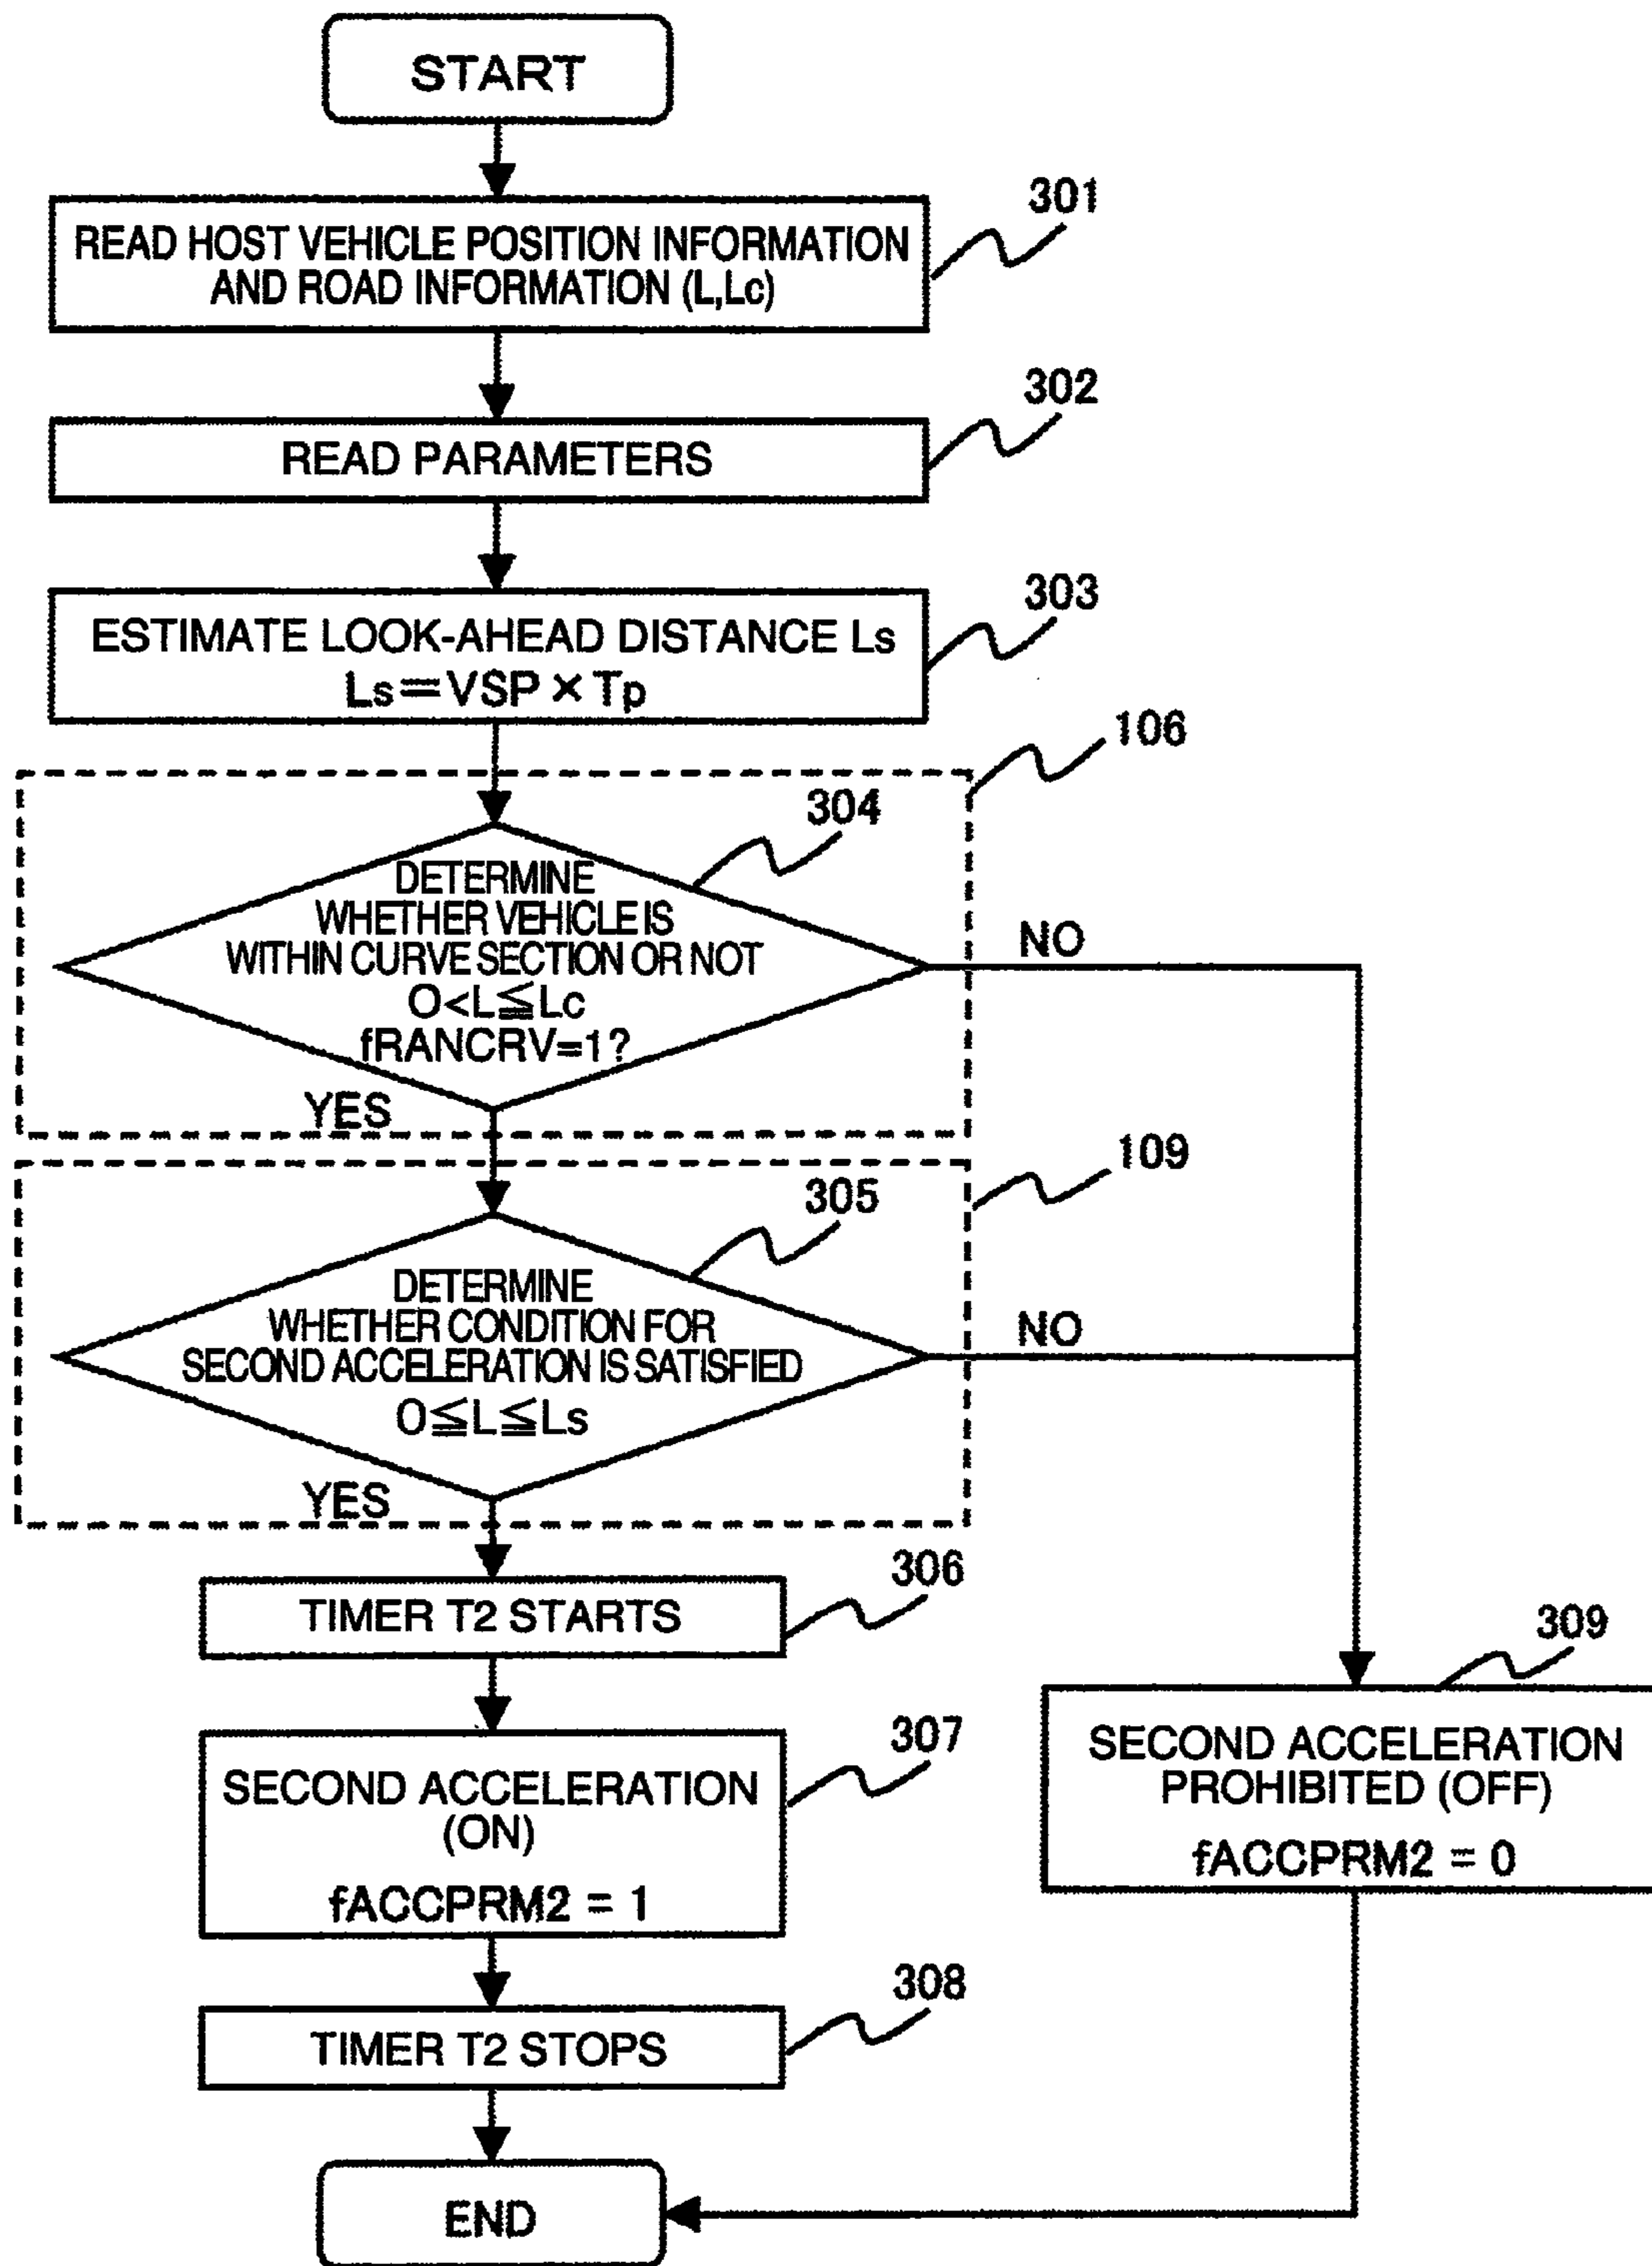 START
301
READ HOST VEHICLE POSITION INFORMATION
AND ROAD INFORMATION (L,Lc)
302
READ PARAMETERS
303
ESTIMATE LOOK-AHEAD DISTANCE Ls
Ls=VSP×Tp
106
304
DETERMINE
WHETHER VEHICLE IS
WITHIN CURVE SECTION OR NOT
0<L≦Lc
fRANCRV=1?
NO
YES
109
305
DETERMINE
WHETHER CONDITION FOR
SECOND ACCELERATION IS SATISFIED
0≦L≦Ls
NO
YES
306
TIMER T2 STARTS
307
SECOND ACCELERATION
(ON)
fACCPRM2 = 1
309
SECOND ACCELERATION
PROHIBITED (OFF)
fACCPRM2 = 0
308
TIMER T2 STOPS
END